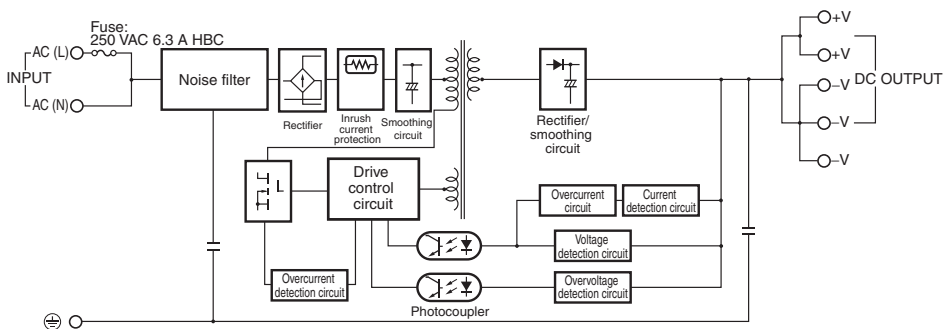 Fuse:
250 VAC 6.3 A HBC
AC (L)
INPUT
AC (N)
Noise filter
Rectifier
Inrush
current
protection
Smoothing
circuit
Rectifier/
smoothing
circuit
+V
+V
DC OUTPUT
−V
−V
−V
Drive
control
circuit
Overcurrent
circuit
Current
detection circuit
Voltage
detection circuit
Overcurrent
detection circuit
Overvoltage
detection circuit
Photocoupler